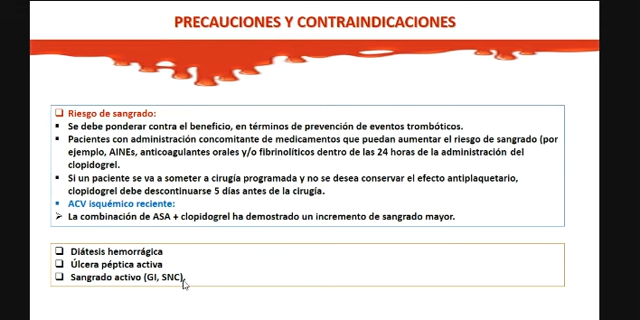 PRECAUCIONES Y CONTRAINDICACIONES
Riesgo de sangrado:
Se debe ponderar contra el beneficio, en términos de prevención de eventos trombóticos.
Pacientes con administración concomitante de medicamentos que puedan aumentar el riesgo de sangrado (por
ejemplo, AINEs, anticoagulantes orales y/o fibrinolíticos dentro de las 24 horas de la administración del
clopidogrel.
Si un paciente se va a someter a cirugía programada y no se desea conservar el efecto antiplaquetario,
clopidogrel debe descontinuarse 5 días antes de la cirugía.
ACV isquémico reciente:
La combinación de ASA + clopidogrel ha demostrado un incremento de sangrado mayor.
Diátesis hemorrágica
Úlcera péptica activa
Sangrado activo (GI, SNC).